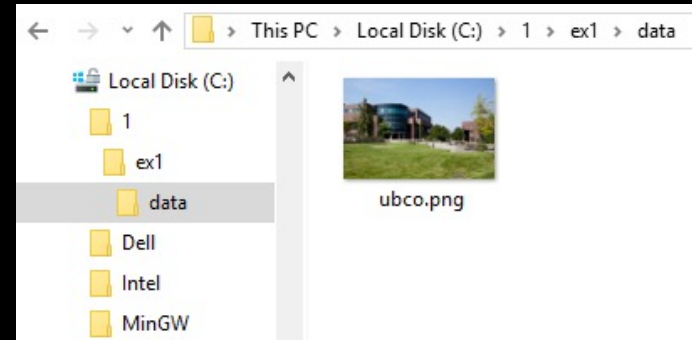 This PC > Local Disk (C:) > 1 > ex1 > data
Local Disk (C:)
1
ex1
data
Dell
Intel
MinGW
ubco.png